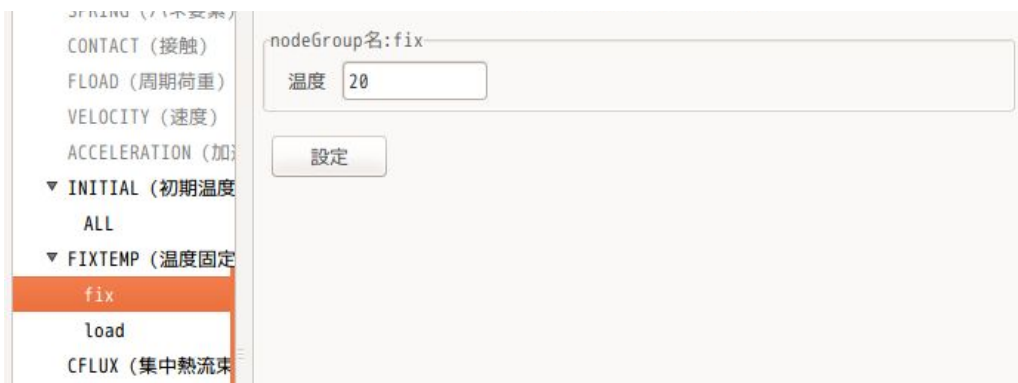 CONTACT (接触)
FLOAD (周期荷重)
VELOCITY (速度)
ACCELERATION (加
INITIAL (初期温度
ALL
FIXTEMP (温度固定
fix
load
CFLUX (集中熱流束
nodeGroup名:fix
温度 20
設定